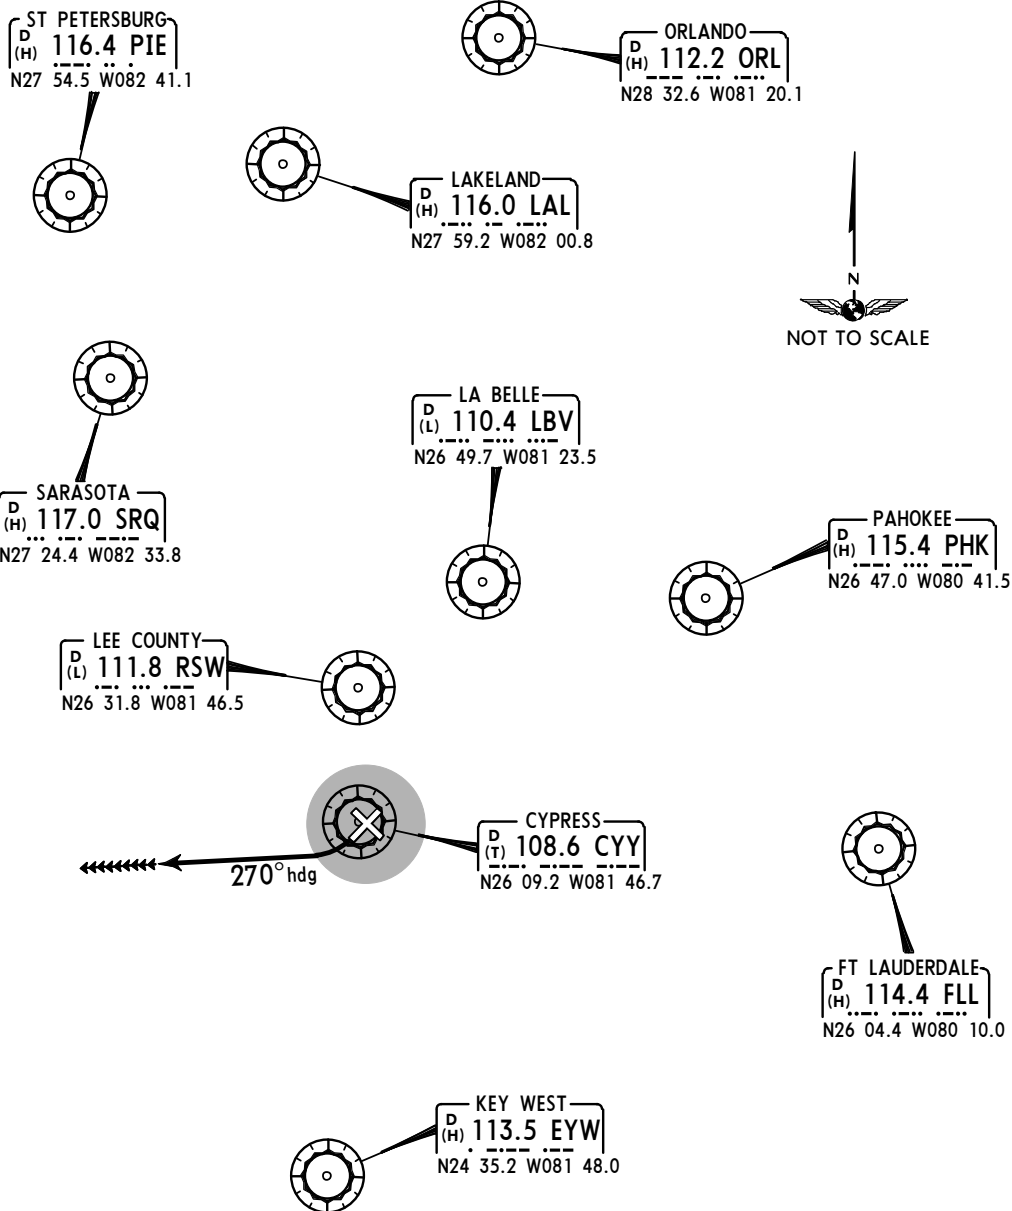 ST PETERSBURG
D
(H) 116.4 PIE
N27 54.5 W082 41.1
ORLANDO
D
(H) 112.2 ORL
N28 32.6 W081 20.1
LAKELAND
D
(H) 116.0 LAL
N27 59.2 W082 00.8
N
NOT TO SCALE
LA BELLE
D
(L) 110.4 LBV
N26 49.7 W081 23.5
SARASOTA
D
(H) 117.0 SRQ
N27 24.4 W082 33.8
PAHOKEE
D
(H) 115.4 PHK
N26 47.0 W080 41.5
LEE COUNTY
D
(L) 111.8 RSW
N26 31.8 W081 46.5
CYPRESS
D
(T) 108.6 CYY
N26 09.2 W081 46.7
270° hdg
FT LAUDERDALE
D
(H) 114.4 FLL
N26 04.4 W080 10.0
KEY WEST
D
(H) 113.5 EYW
N24 35.2 W081 48.0